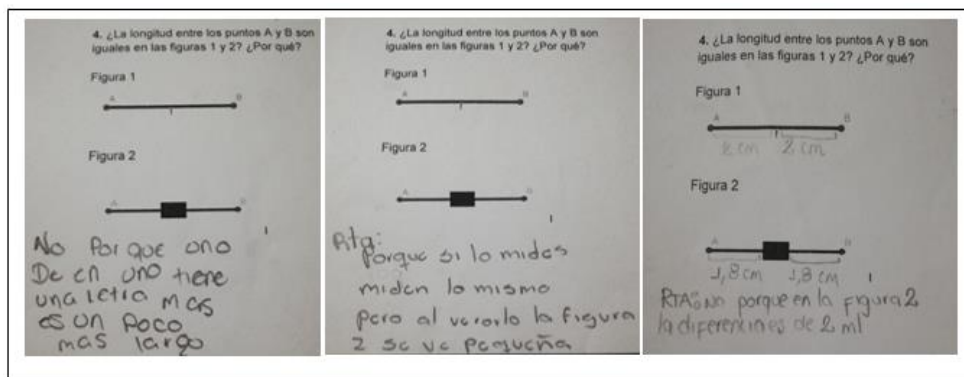 4. ¿La longitud entre los puntos A y B son
iguales en las figuras 1 y 2? ¿Por qué?
Figura 1
A B
Figura 2
A B
No Por que uno
De en uno tiene
una letra mas
es un poco
mas largo
4. ¿La longitud entre los puntos A y B son
iguales en las figuras 1 y 2? ¿Por qué?
Figura 1
A B
Figura 2
A B
Rta:
Porque si lo mides
miden lo mismo
pero al verorlo la figura
2 se ve pequeña
4. ¿La longitud entre los puntos A y B son
iguales en las figuras 1 y 2? ¿Por qué?
Figura 1
A B
2 cm 2 cm
Figura 2
A B
1,8 cm 1,8 cm
RTA: No porque en la figura 2
la diferencia es de 2 ml